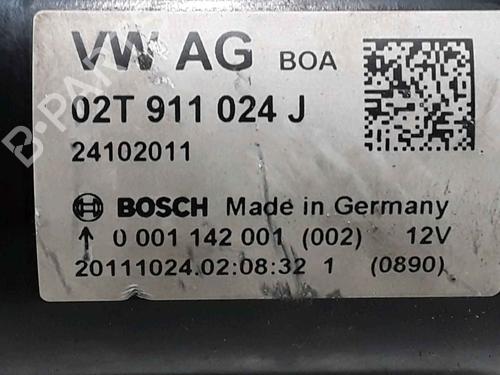 VW AG BOA
02T 911 024 J
24102011
BOSCH Made in Germany
↑ 0 001 142 001 (002) 12V
20111024.02:08:32 1 (0890)
B-PARTS